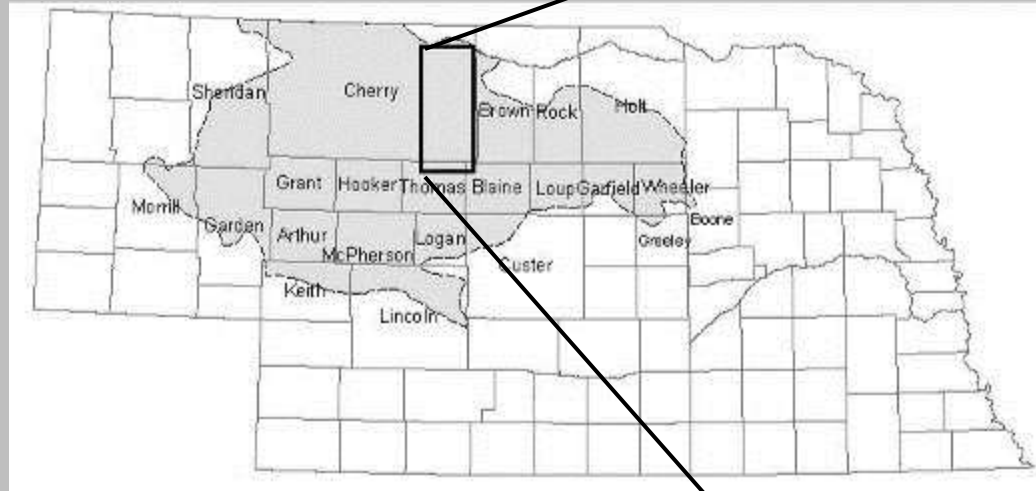 Sheridan
Cherry
Brown
Rock
Holt
Grant
Hooker
Thomas
Blaine
Loup
Gadfield
Wheeler
Morrill
Garden
Arthur
McPherson
Logan
Custer
Greeley
Boone
Keith
Lincoln